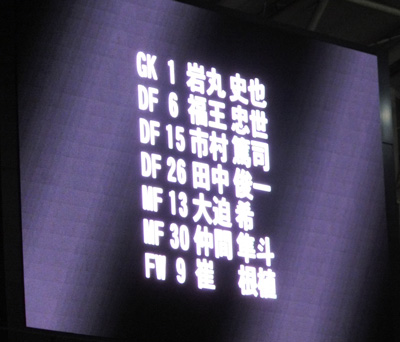 GK 1 岩丸 史也
DF 6 福王 忠世
DF 15 市村 篤司
DF 26 田中 俊一
MF 13 大迫 希
MF 30 仲間 隼斗
FW 9 崔 根植